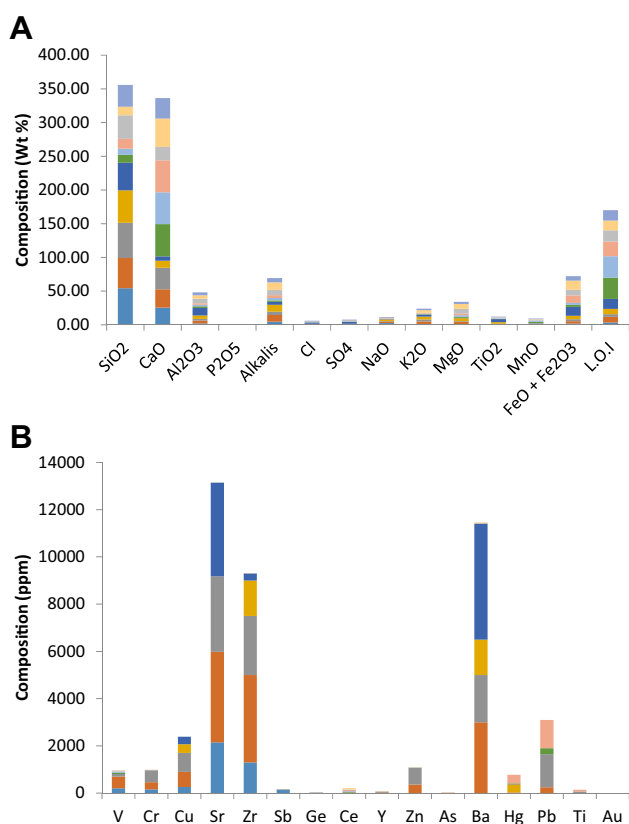 A
Composition (Wt %)
400.00
350.00
300.00
250.00
200.00
150.00
100.00
50.00
0.00
SiO2
CaO
Al2O3
P2O5
Alkalis
Cl
SO4
NaO
K2O
MgO
TiO2
MnO
FeO + Fe2O3
L.O.I
B
Composition (ppm)
14000
12000
10000
8000
6000
4000
2000
0
V Cr Cu Sr Zr Sb Ge Ce Y Zn As Ba Hg Pb Ti Au